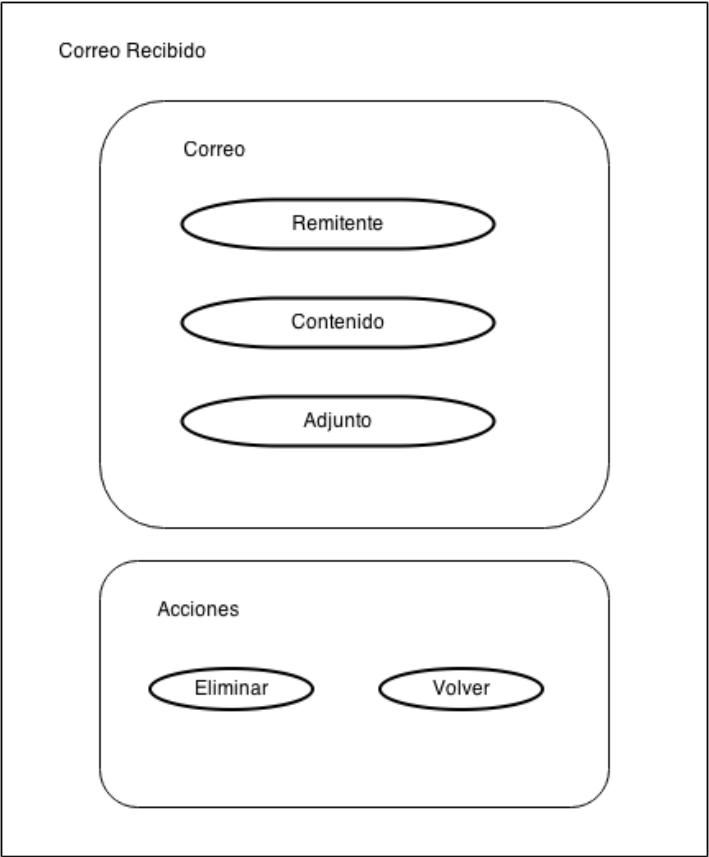 Correo Recibido
Correo
Remitente
Contenido
Adjunto
Acciones
Eliminar
Volver